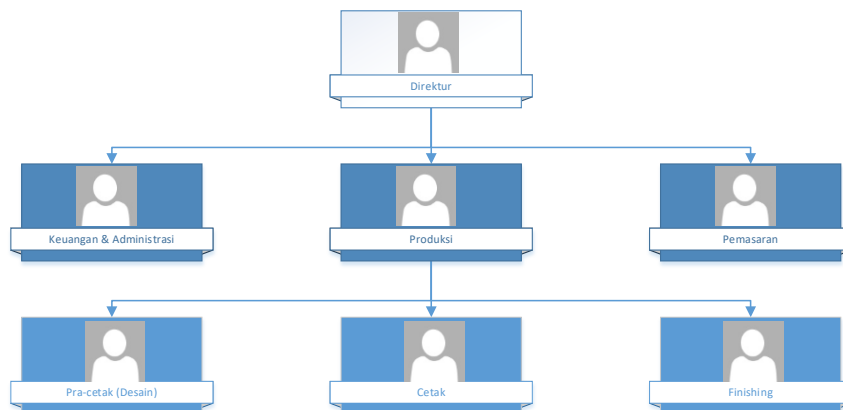 Direktur
Keuangan & Administrasi
Produksi
Pemasaran
Pra-cetak (Desain)
Cetak
Finishing